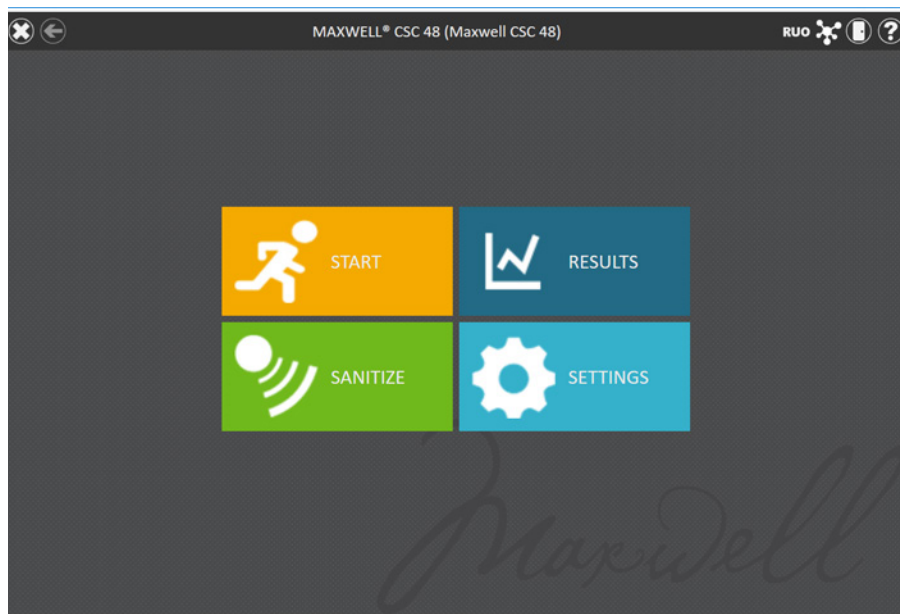 MAXWELL® CSC 48 (Maxwell CSC 48) RUO ?
START RESULTS
SANITIZE SETTINGS
Maxwell